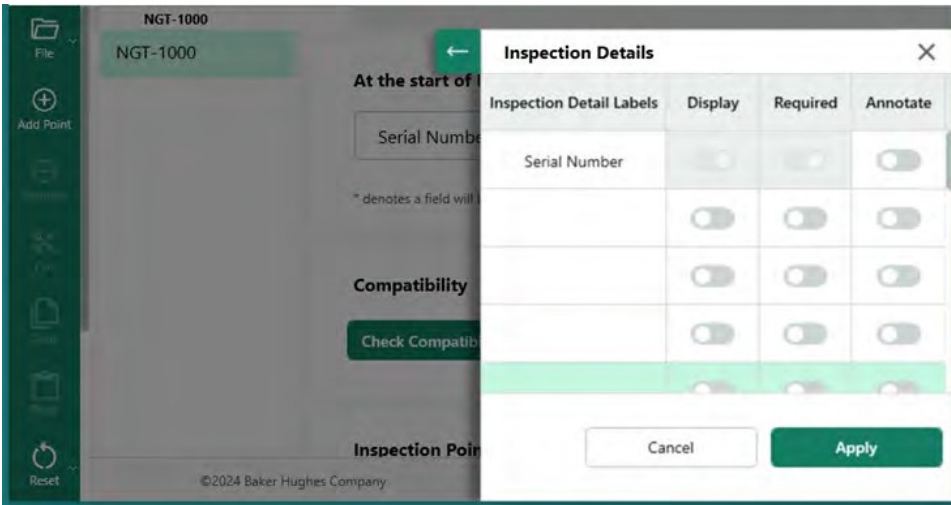 File
Add Point
Reset
NGT-1000
NGT-1000
At the start of
Serial Numbe
* denotes a field will
Compatibility
Check Compatib
Inspection Poin
©2024 Baker Hughes Company
←
Inspection Details
Inspection Detail Labels Display Required Annotate
Serial Number
Cancel Apply